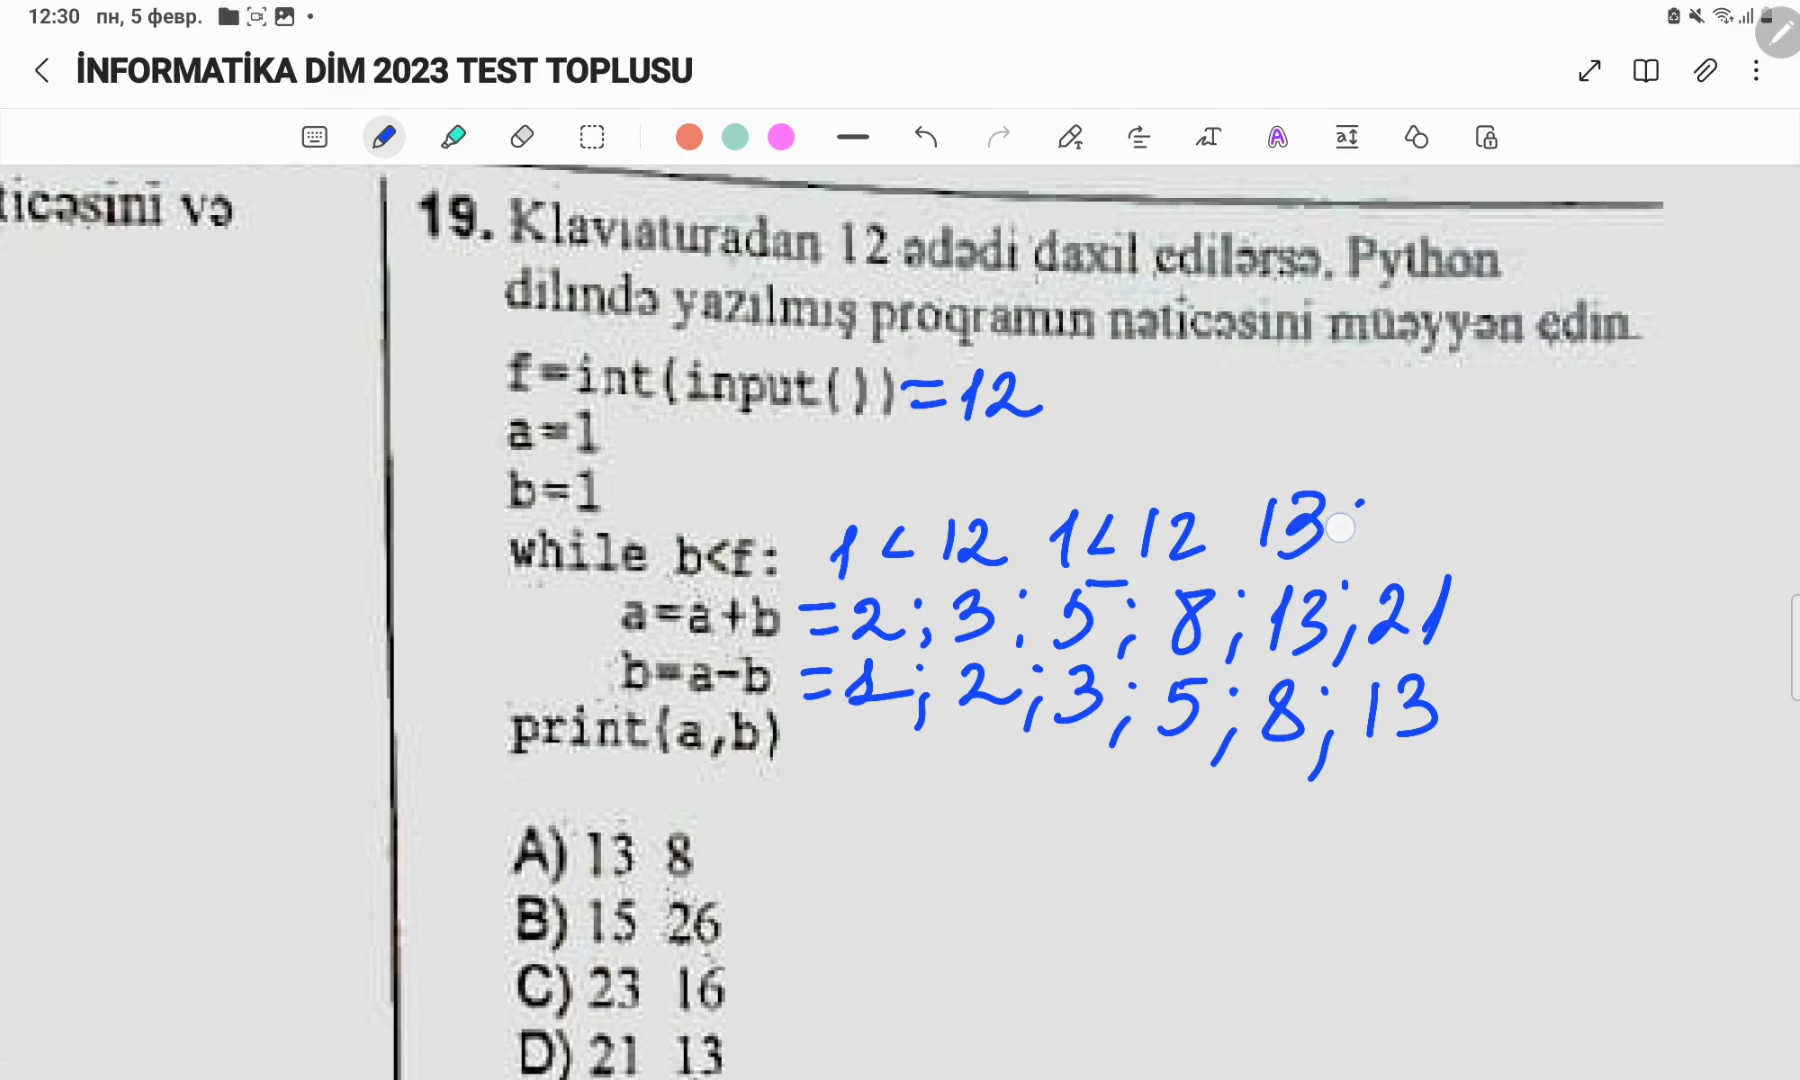 12:30 пн, 5 февр.
İNFORMATİKA DİM 2023 TEST TOPLUSU
ticəsini və
19. Klaviaturadan 12 ədədi daxil edilərsə, Python
dilində yazılmış proqramın nəticəsini müəyyən edin.
f=int(input()) =12
a=1
b=1
while b<f: 1<12 1<12 13
a=a+b =2; 3; 5; 8; 13; 21
b=a-b =1; 2; 3; 5; 8; 13
print(a,b)
A) 13 8
B) 15 26
C) 23 16
D) 21 13